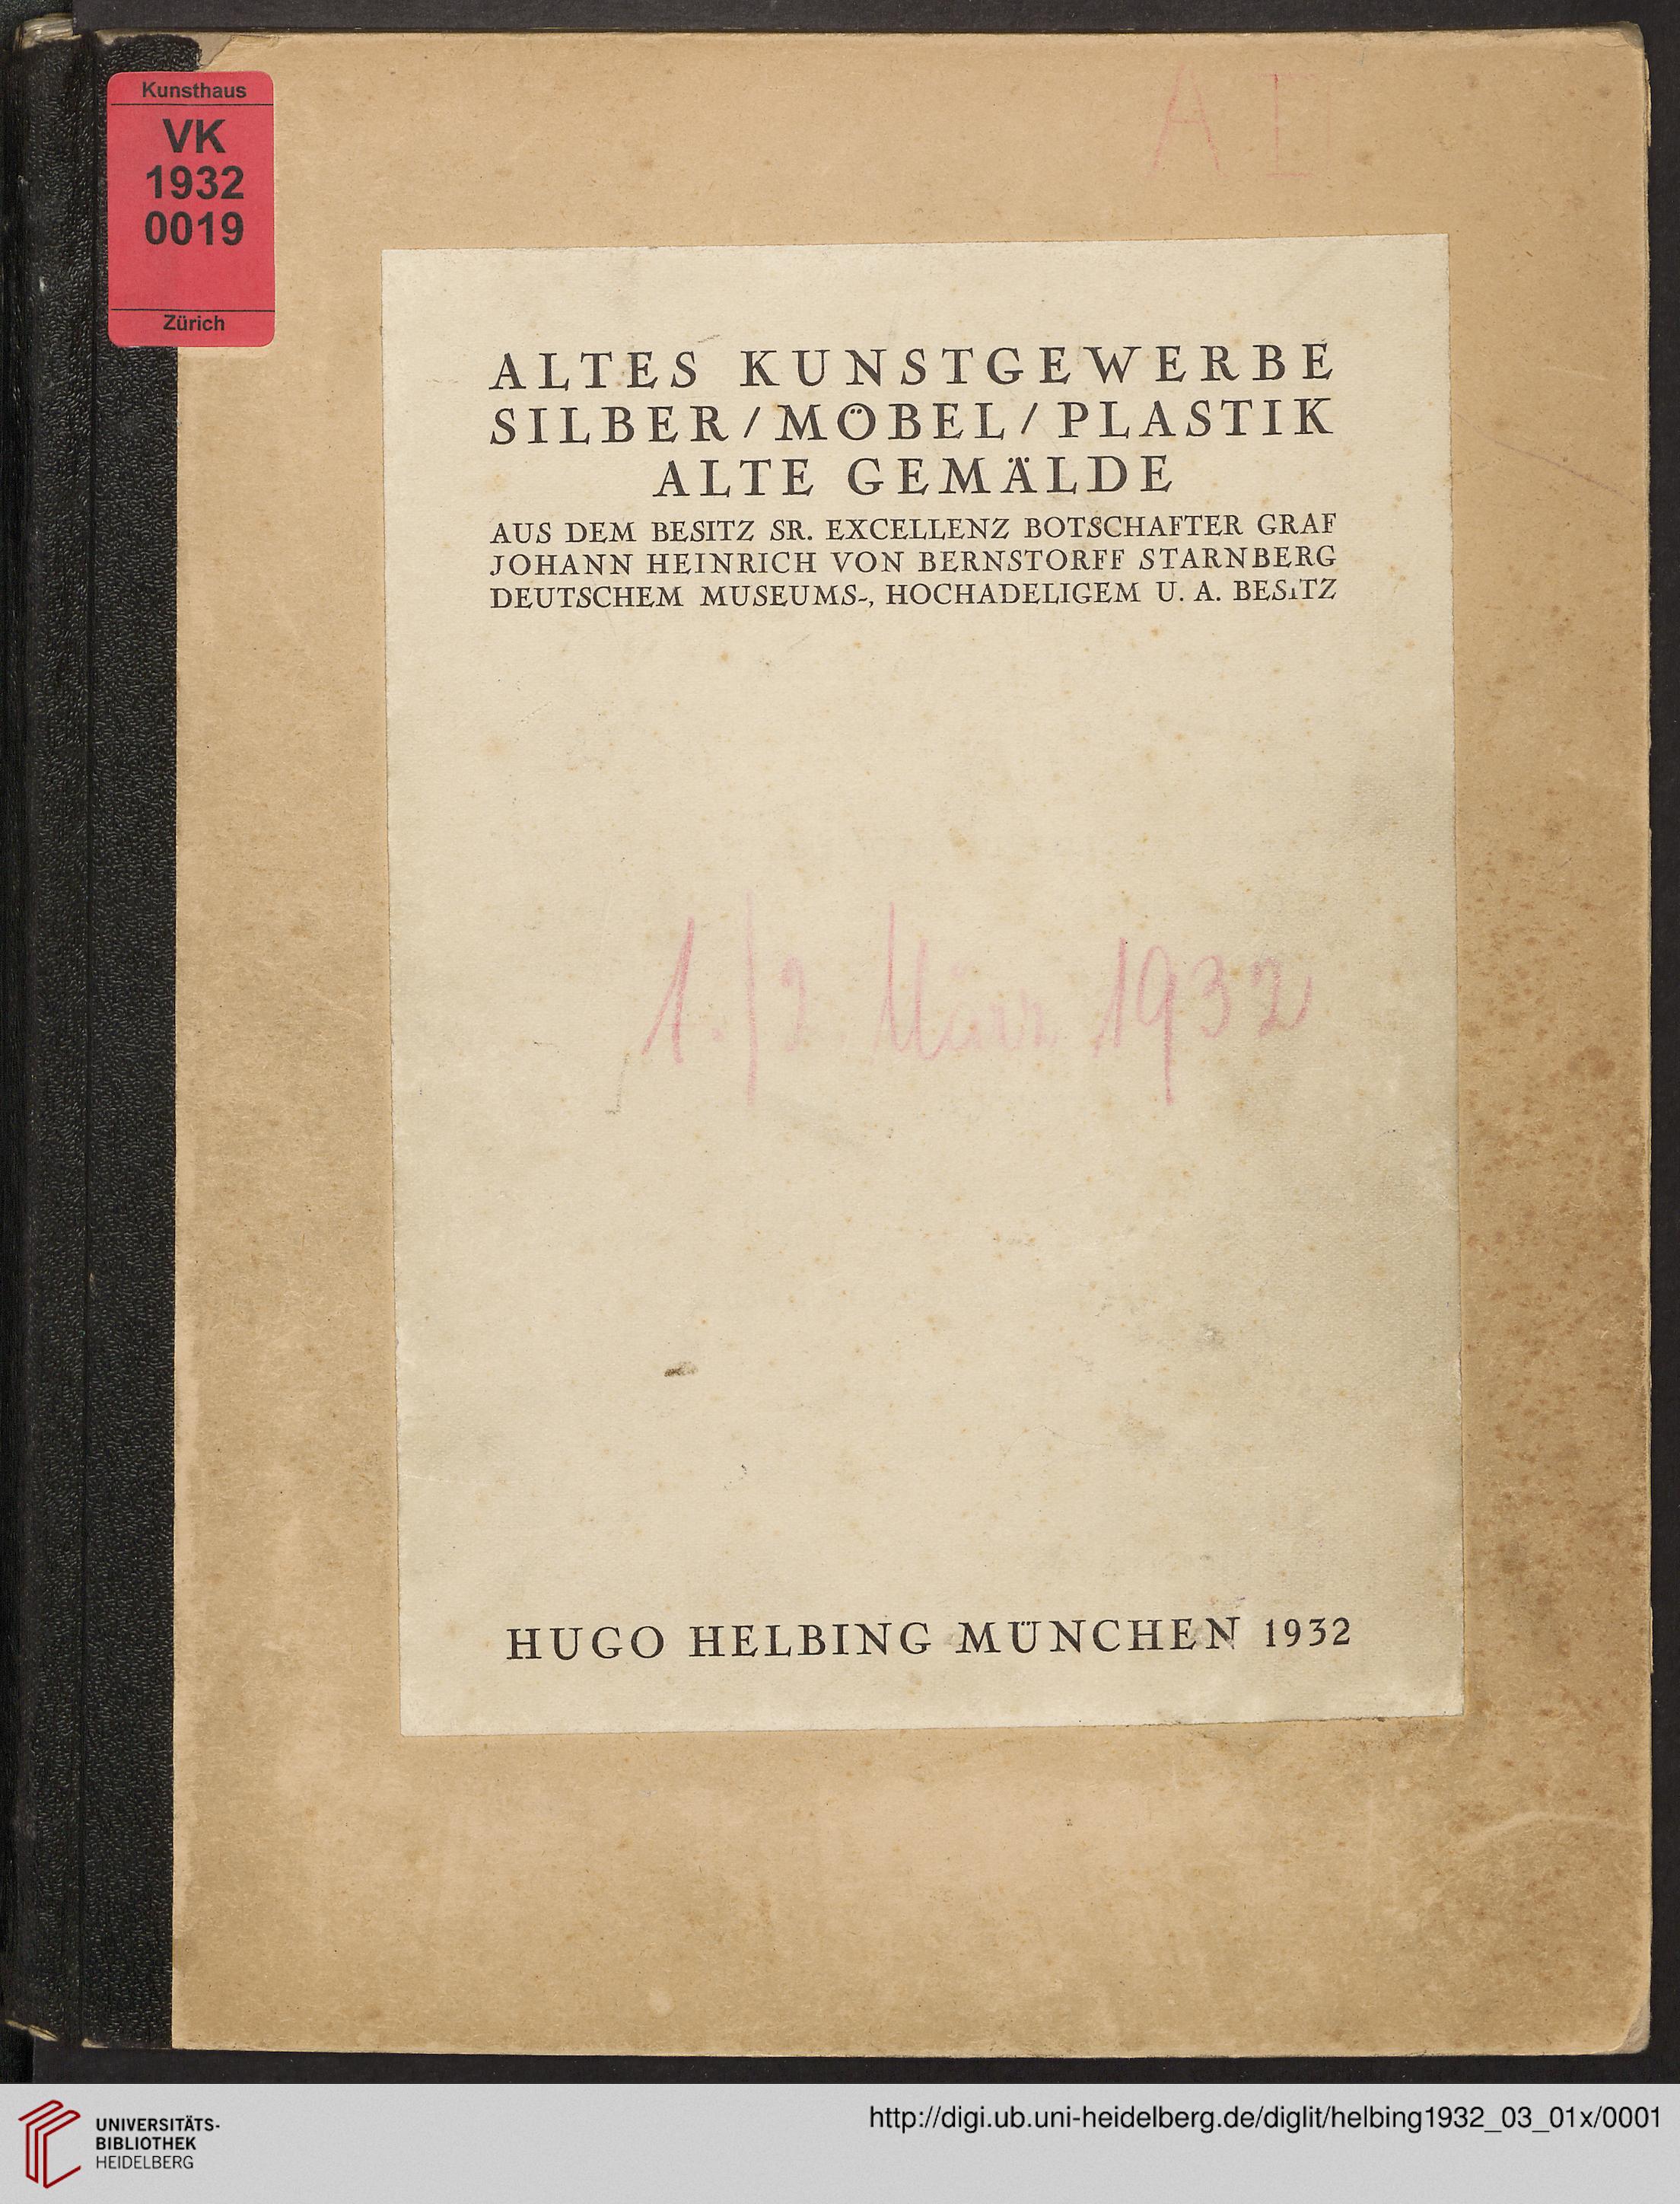 Kunsthaus
VK
1932
0019
Zürich
A II
ALTES KUNSTGEWERBE
SILBER/MÖBEL/PLASTIK
ALTE GEMÄLDE
AUS DEM BESITZ SR. EXCELLENZ BOTSCHAFTER GRAF
JOHANN HEINRICH VON BERNSTORFF STARNBERG
DEUTSCHEM MUSEUMS-, HOCHADELIGEM U. A. BESITZ
1./2. März 1932
HUGO HELBING MÜNCHEN 1932
UNIVERSITÄTS-
BIBLIOTHEK
HEIDELBERG
http://digi.ub.uni-heidelberg.de/diglit/helbing1932_03_01x/0001